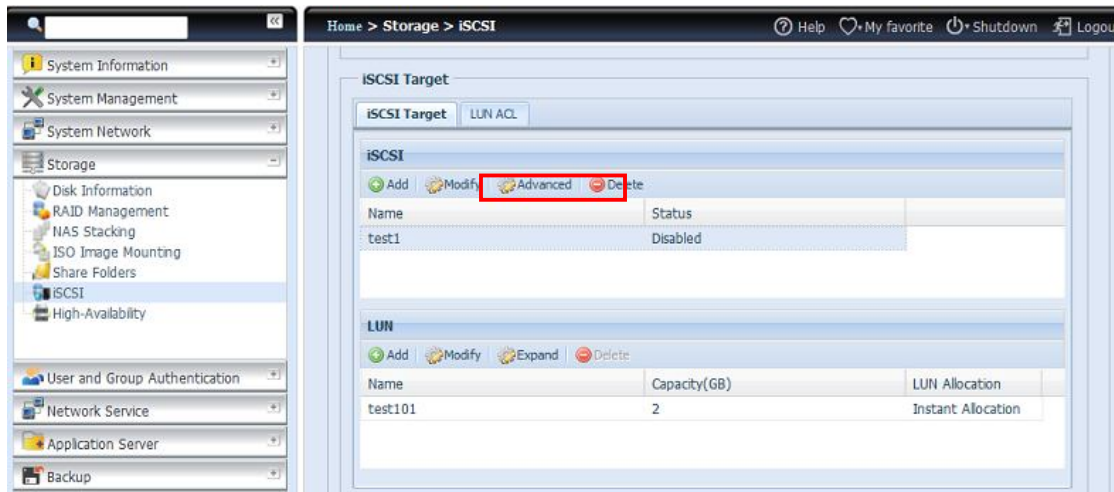 Home > Storage > iSCSI
Help My favorite Shutdown Logou
System Information
System Management
System Network
Storage
Disk Information
RAID Management
NAS Stacking
ISO Image Mounting
Share Folders
iSCSI
High-Availability
User and Group Authentication
Network Service
Application Server
Backup
iSCSI Target
iSCSI Target LUN ACL
iSCSI
Add Modify Advanced Delete
Name Status
test1 Disabled
LUN
Add Modify Expand Delete
Name Capacity(GB) LUN Allocation
test101 2 Instant Allocation